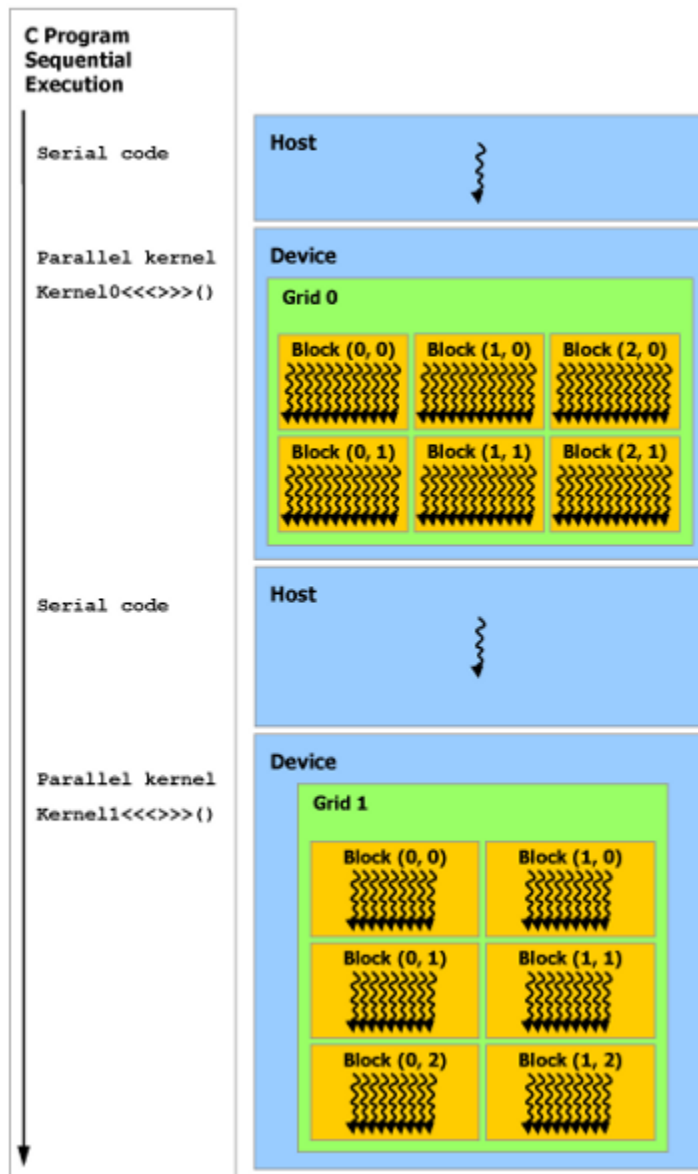 C Program
Sequential
Execution
Serial code
Host
Parallel kernel
Kernel0<<<>>>()
Device
Grid 0
Block (0, 0) Block (1, 0) Block (2, 0)
Block (0, 1) Block (1, 1) Block (2, 1)
Serial code
Host
Parallel kernel
Kernel1<<<>>>()
Device
Grid 1
Block (0, 0) Block (1, 0)
Block (0, 1) Block (1, 1)
Block (0, 2) Block (1, 2)